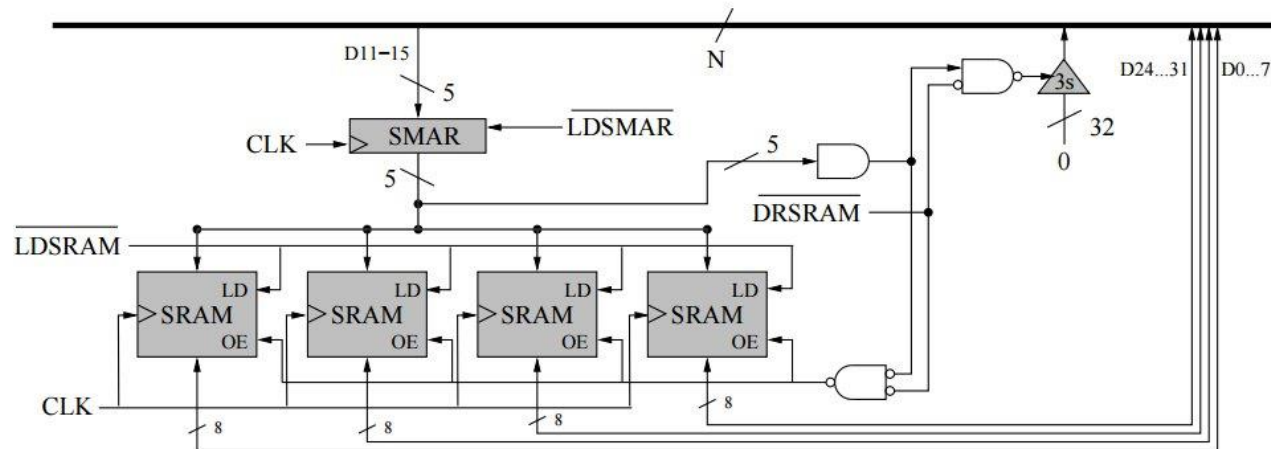 N
D11−15
5
3s
D24...31
D0...7
SMAR
LDSMAR
CLK
32
5
5
0
DRSRAM
LDSRAM
LD
LD
LD
LD
SRAM
SRAM
SRAM
SRAM
OE
OE
OE
OE
CLK
8
8
8
8